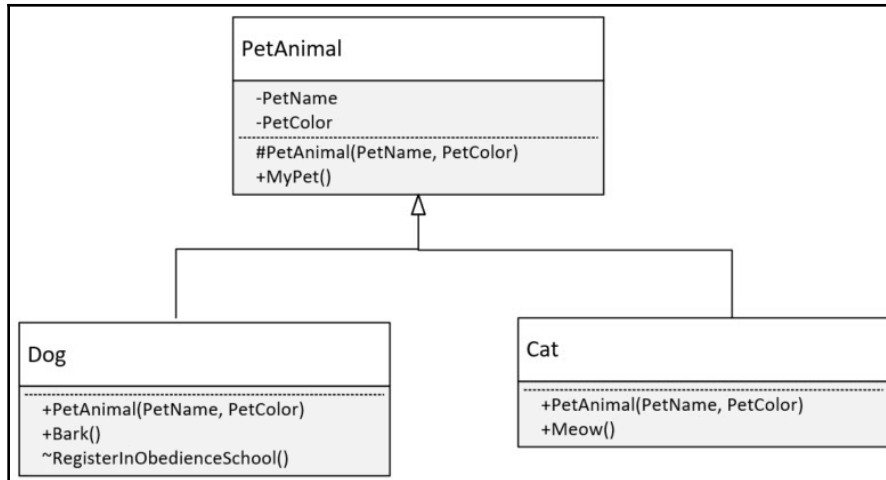 PetAnimal
-PetName
-PetColor
#PetAnimal(PetName, PetColor)
+MyPet()
Dog
+PetAnimal(PetName, PetColor)
+Bark()
~RegisterInObedienceSchool()
Cat
+PetAnimal(PetName, PetColor)
+Meow()